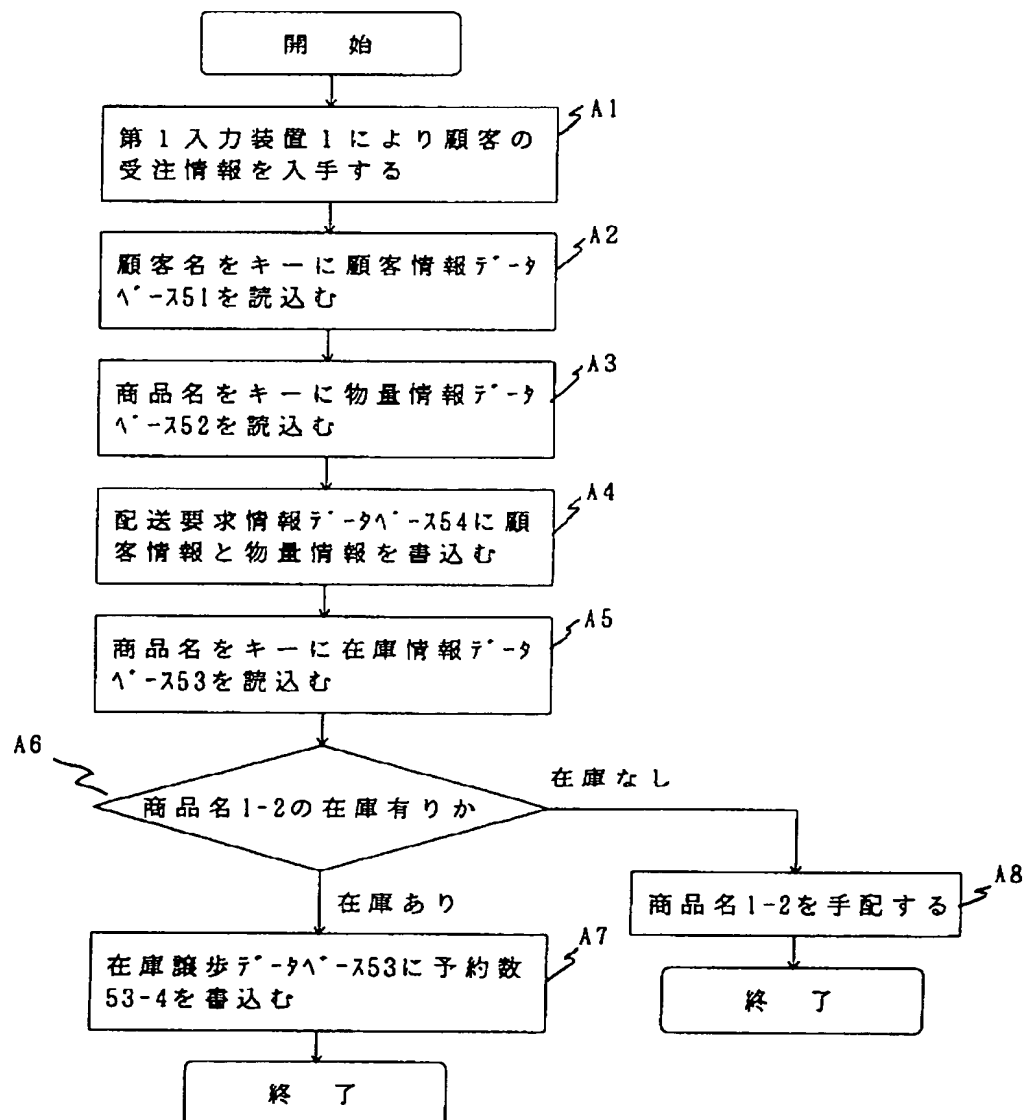 開 始
A1
第1入力装置1により顧客の
受注情報を入手する
A2
顧客名をキーに顧客情報ﾃﾞｰﾀ
ﾍﾞｰｽ51を読込む
A3
商品名をキーに物量情報ﾃﾞｰﾀ
ﾍﾞｰｽ52を読込む
A4
配送要求情報ﾃﾞｰﾀﾍﾞｰｽ54に顧
客情報と物量情報を書込む
A5
商品名をキーに在庫情報ﾃﾞｰﾀ
ﾍﾞｰｽ53を読込む
A6
商品名1-2の在庫有りか
在庫なし
在庫あり
A8
商品名1-2を手配する
終 了
A7
在庫譲歩ﾃﾞｰﾀﾍﾞｰｽ53に予約数
53-4を書込む
終 了